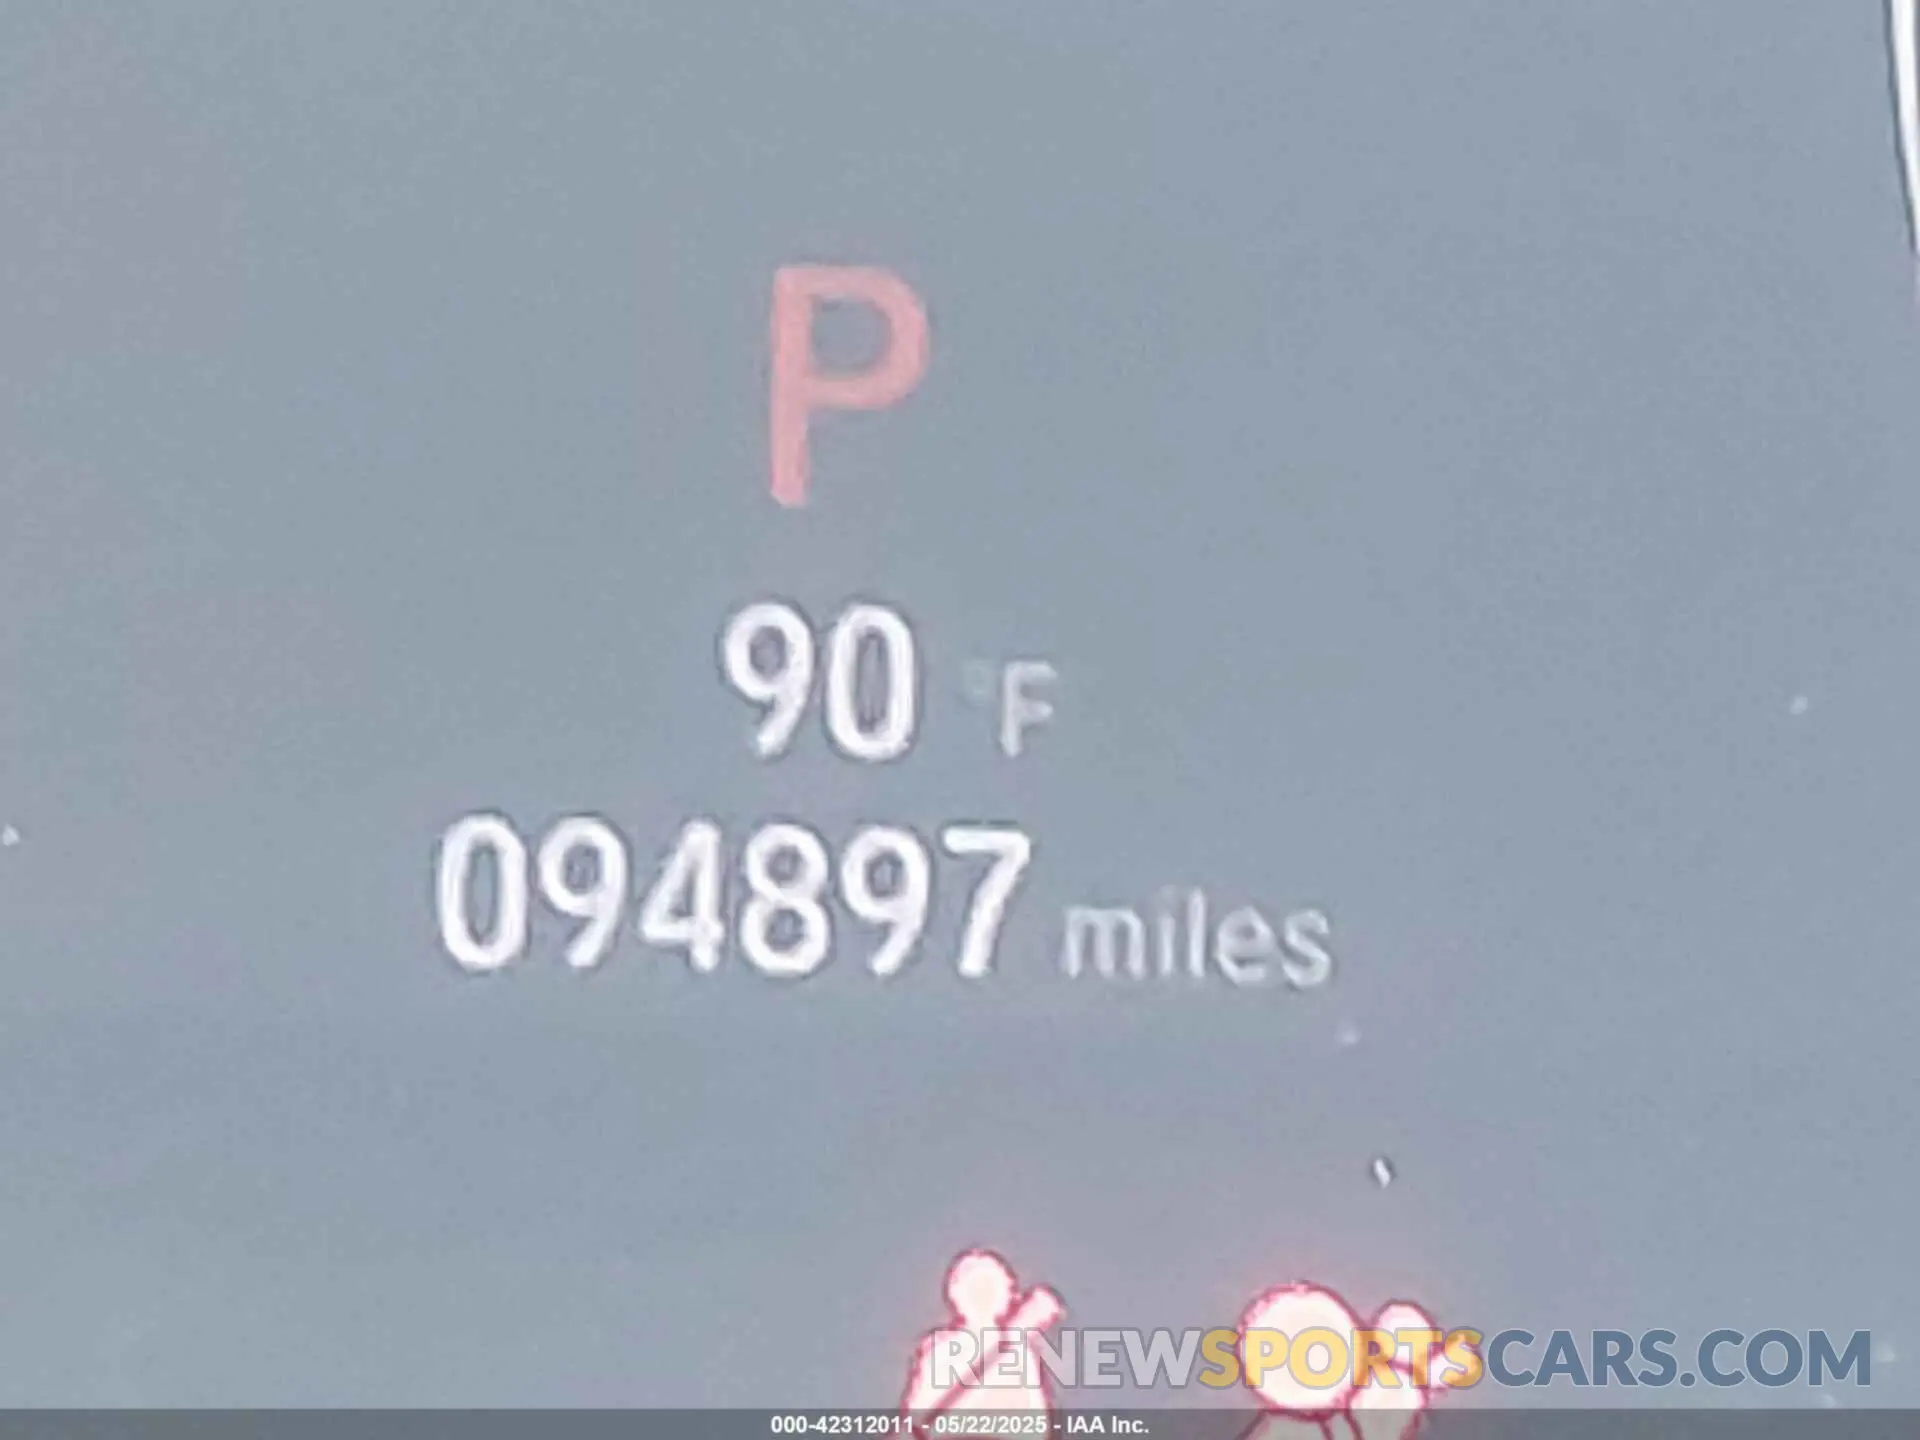 P
90 °F
094897 miles
RENEWSPORTSCARS.COM
000-42312011 - 05/22/2025 - IAA Inc.